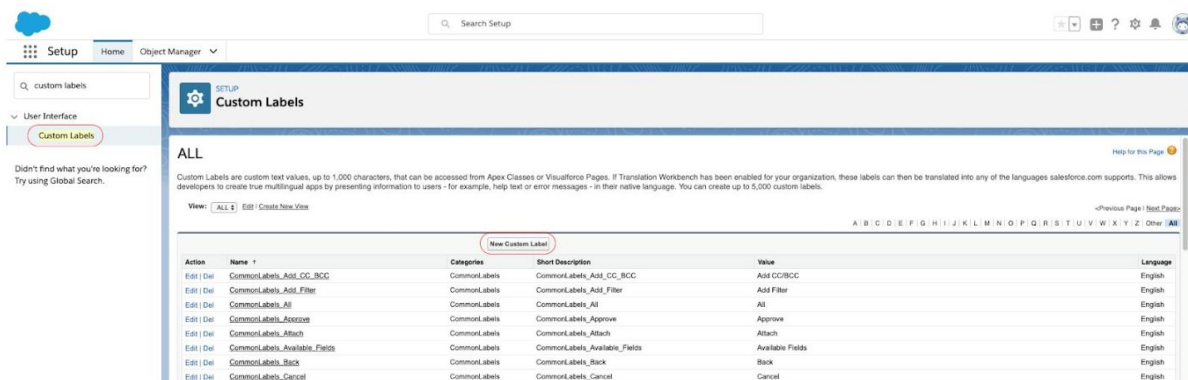 Search Setup
Setup Home Object Manager
custom labels
User Interface
Custom Labels
Didn't find what you're looking for?
Try using Global Search.
SETUP
Custom Labels
ALL
Help for this Page
Custom Labels are custom text values, up to 1,000 characters, that can be accessed from Apex Classes or Visualforce Pages. If Translation Workbench has been enabled for your organization, these labels can then be translated into any of the languages salesforce.com supports. This allows
developers to create true multilingual apps by presenting information to users - for example, help text or error messages - in their native language. You can create up to 5,000 custom labels.
View: ALL Edit | Create New View
<Previous Page | Next Page>
A | B | C | D | E | F | G | H | I | J | K | L | M | N | O | P | Q | R | S | T | U | V | W | X | Y | Z | Other | All
New Custom Label
Action Name ↑ Categories Short Description Value Language
Edit | Del CommonLabels_Add_CC_BCC CommonLabels CommonLabels_Add_CC_BCC Add CC/BCC English
Edit | Del CommonLabels_Add_Filter CommonLabels CommonLabels_Add_Filter Add Filter English
Edit | Del CommonLabels_All CommonLabels CommonLabels_All All English
Edit | Del CommonLabels_Approve CommonLabels CommonLabels_Approve Approve English
Edit | Del CommonLabels_Attach CommonLabels CommonLabels_Attach Attach English
Edit | Del CommonLabels_Available_Fields CommonLabels CommonLabels_Available_Fields Available Fields English
Edit | Del CommonLabels_Back CommonLabels CommonLabels_Back Back English
Edit | Del CommonLabels_Cancel CommonLabels CommonLabels_Cancel Cancel English